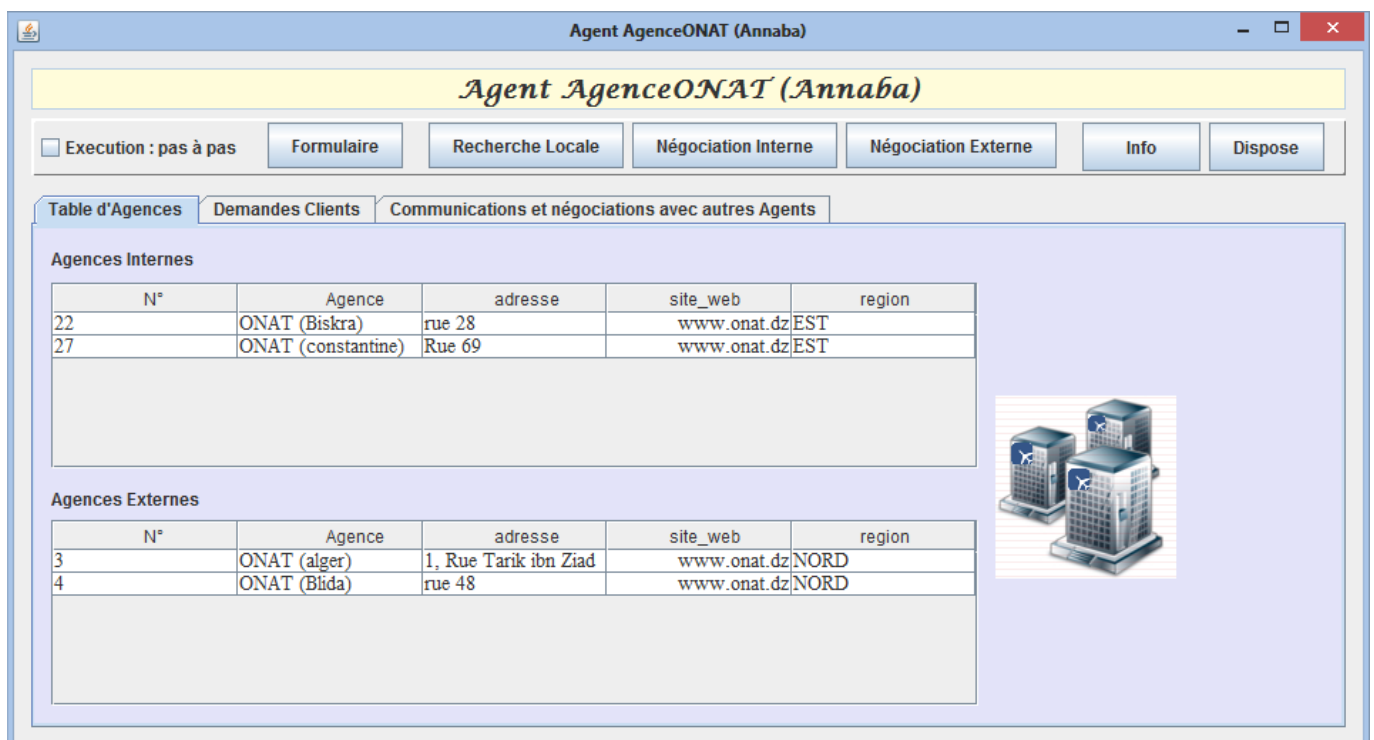 Agent AgenceONAT (Annaba)
Agent AgenceONAT (Annaba)
Execution : pas à pas Formulaire Recherche Locale Négociation Interne Négociation Externe Info Dispose
Table d'Agences Demandes Clients Communications et négociations avec autres Agents
Agences Internes
N° Agence adresse site_web region
22 ONAT (Biskra) rue 28 www.onat.dz EST
27 ONAT (constantine) Rue 69 www.onat.dz EST
Agences Externes
N° Agence adresse site_web region
3 ONAT (alger) 1, Rue Tarik ibn Ziad www.onat.dz NORD
4 ONAT (Blida) rue 48 www.onat.dz NORD